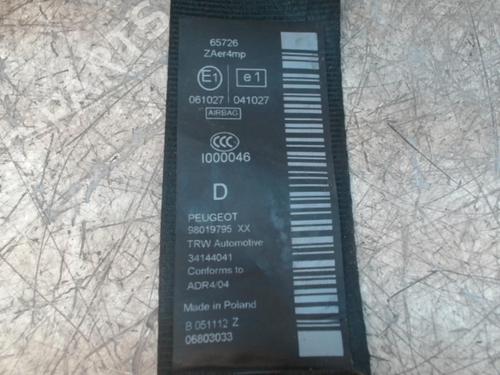 65726
ZAer4mp
E1 e1
061027 041027
AIRBAG
CCC
I000046
D
PEUGEOT
98019795 XX
TRW Automotive
34144041
Conforms to
ADR4/04
Made in Poland
B 051112 Z
06803033